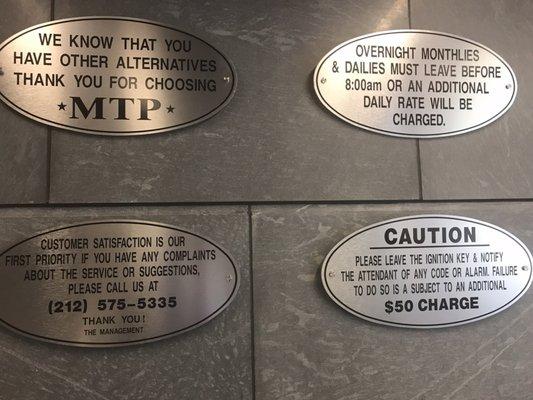 WE KNOW THAT YOU
HAVE OTHER ALTERNATIVES
THANK YOU FOR CHOOSING
★MTP★
OVERNIGHT MONTHLIES
& DAILIES MUST LEAVE BEFORE
8:00am OR AN ADDITIONAL
DAILY RATE WILL BE
CHARGED.
CUSTOMER SATISFACTION IS OUR
FIRST PRIORITY IF YOU HAVE ANY COMPLAINTS
ABOUT THE SERVICE OR SUGGESTIONS,
PLEASE CALL US AT
(212) 575-5335
THANK YOU!
THE MANAGEMENT
CAUTION
PLEASE LEAVE THE IGNITION KEY & NOTIFY
THE ATTENDANT OF ANY CODE OR ALARM. FAILURE
TO DO SO IS A SUBJECT TO AN ADDITIONAL
$50 CHARGE